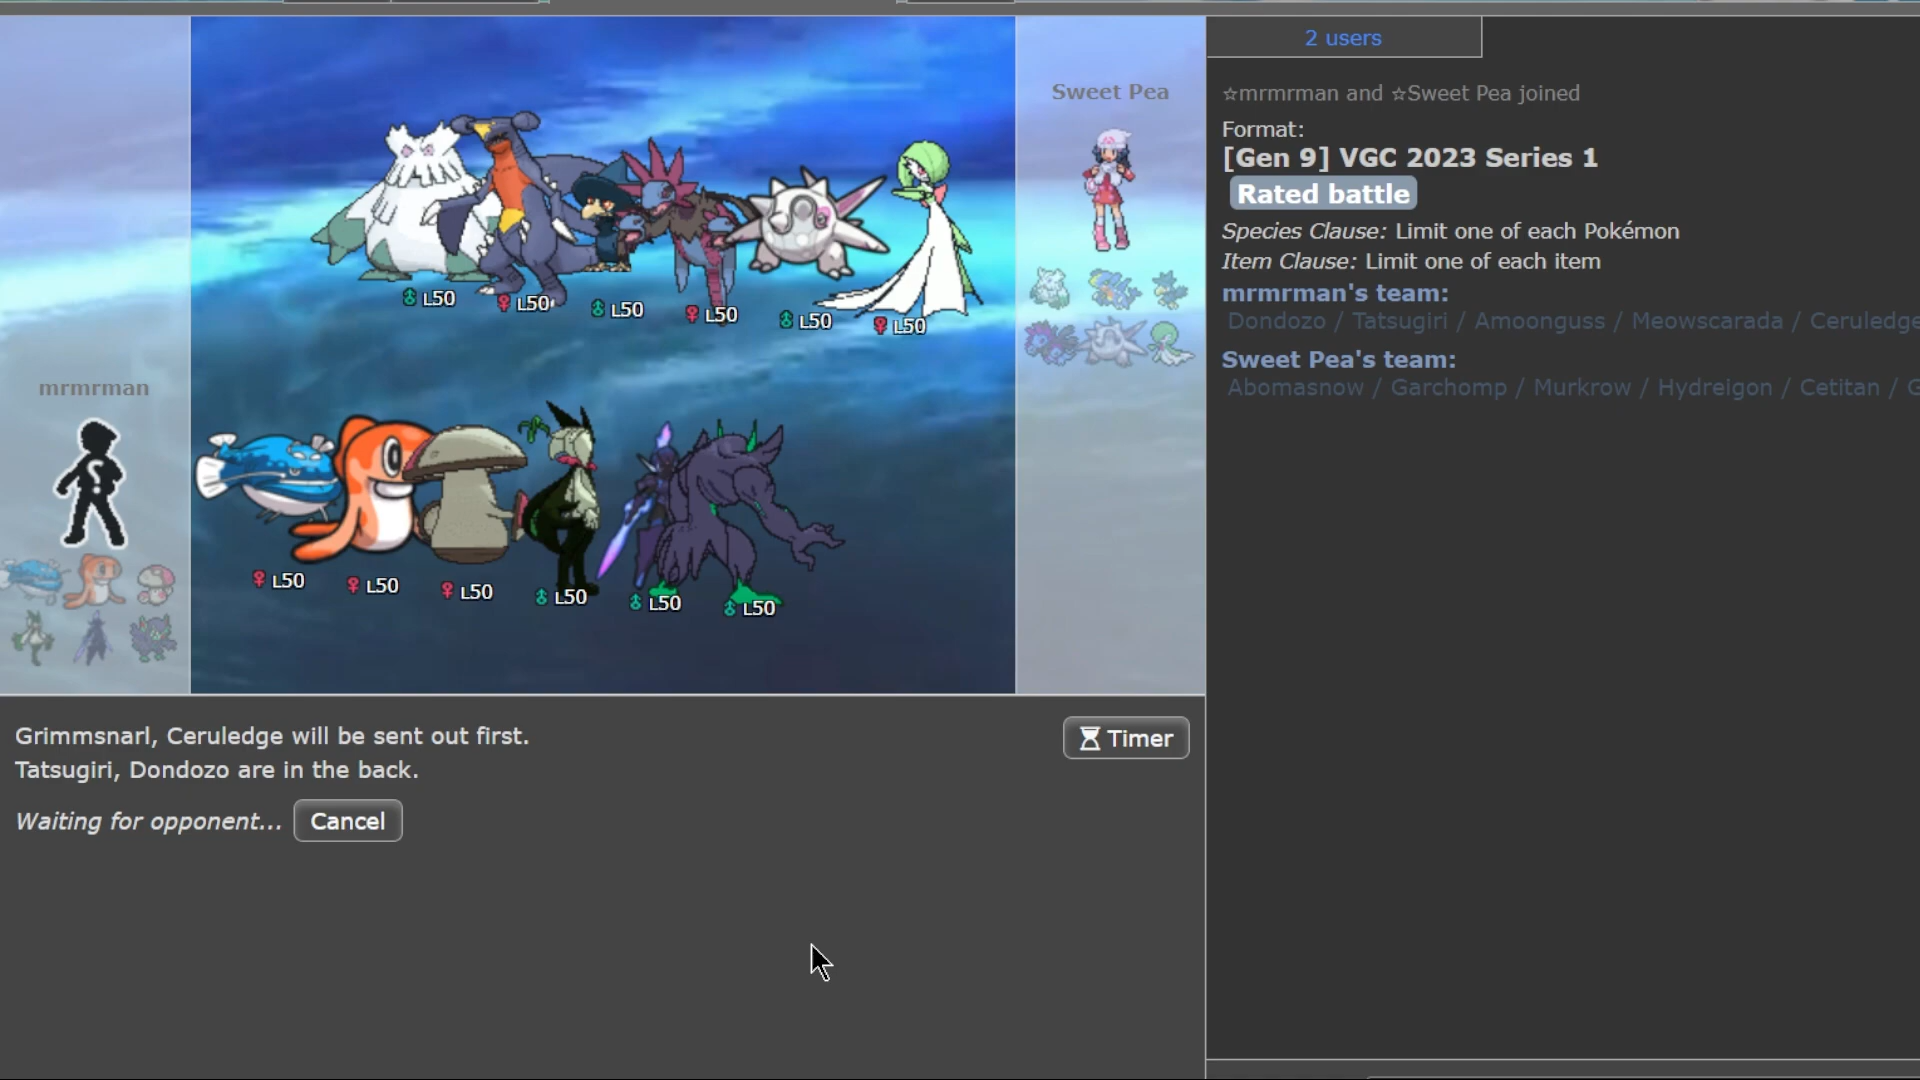 2 users
Sweet Pea
☆mrmrman and ☆Sweet Pea joined
Format:
[Gen 9] VGC 2023 Series 1
Rated battle
Species Clause: Limit one of each Pokémon
Item Clause: Limit one of each item
mrmrman's team:
Dondozo / Tatsugiri / Amoonguss / Meowscarada / Ceruledge
Sweet Pea's team:
Abomasnow / Garchomp / Murkrow / Hydreigon / Cetitan / G
L50
L50
L50
L50
L50
L50
mrmrman
L50
L50
L50
L50
L50
L50
Grimmsnarl, Ceruledge will be sent out first.
Tatsugiri, Dondozo are in the back.
Waiting for opponent... Cancel
Timer